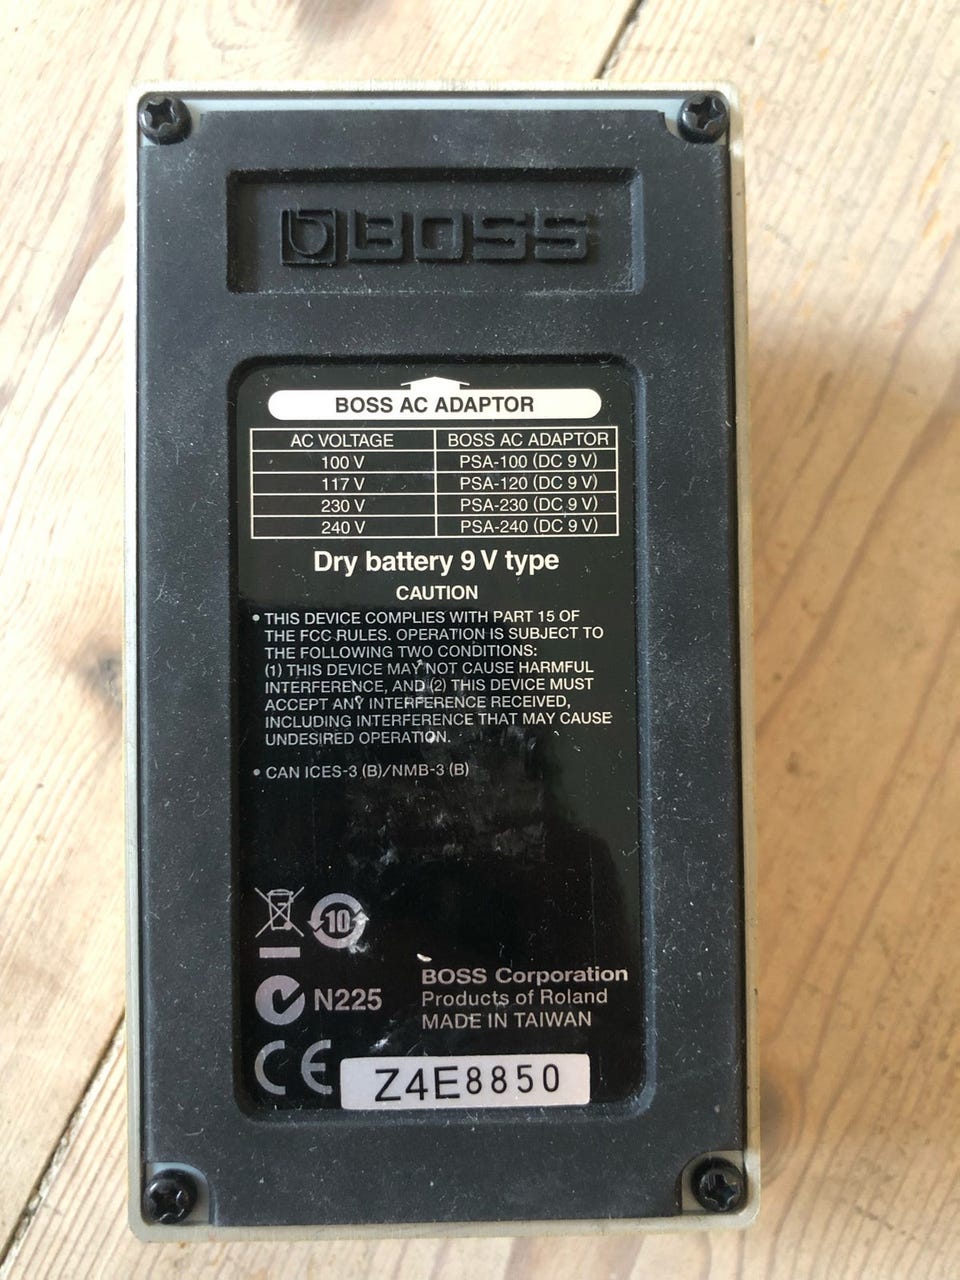 BOSS
BOSS AC ADAPTOR
AC VOLTAGE BOSS AC ADAPTOR
100 V PSA-100 (DC 9 V)
117 V PSA-120 (DC 9 V)
230 V PSA-230 (DC 9 V)
240 V PSA-240 (DC 9 V)
Dry battery 9 V type
CAUTION
• THIS DEVICE COMPLIES WITH PART 15 OF
THE FCC RULES. OPERATION IS SUBJECT TO
THE FOLLOWING TWO CONDITIONS:
(1) THIS DEVICE MAY NOT CAUSE HARMFUL
INTERFERENCE, AND (2) THIS DEVICE MUST
ACCEPT ANY INTERFERENCE RECEIVED,
INCLUDING INTERFERENCE THAT MAY CAUSE
UNDESIRED OPERATION.
• CAN ICES-3 (B)/NMB-3 (B)
10
N225
BOSS Corporation
Products of Roland
MADE IN TAIWAN
CE
Z4E8850